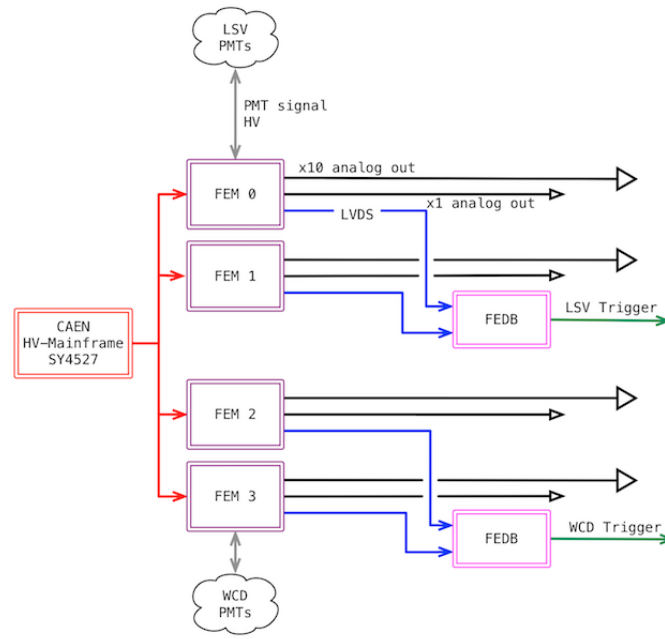 LSV
PMTs
PMT signal
HV
x10 analog out
FEM 0
x1 analog out
LVDS
FEM 1
CAEN
HV-Mainframe
SY4527
FEDB
LSV Trigger
FEM 2
FEM 3
FEDB
WCD Trigger
WCD
PMTs